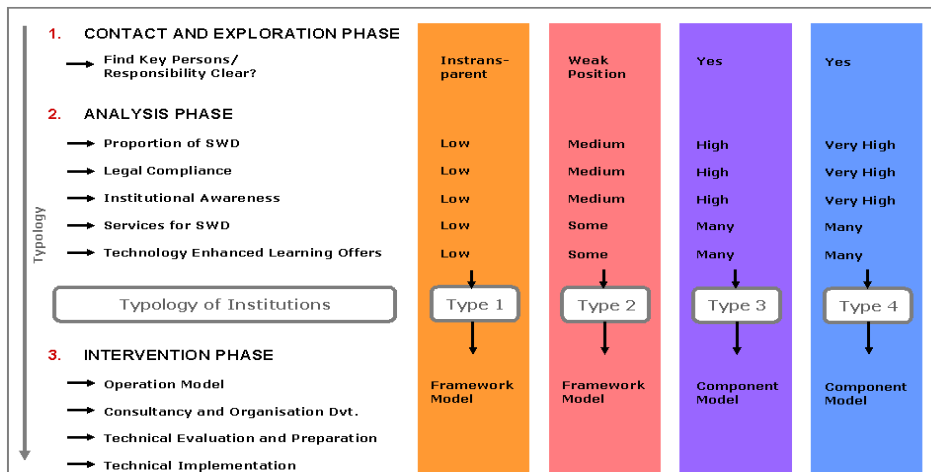 1. CONTACT AND EXPLORATION PHASE
Find Key Persons/
Responsibility Clear?
Instrans-
parent
Weak
Position
Yes
Yes
2. ANALYSIS PHASE
Proportion of SWD Low Medium High Very High
Legal Compliance Low Medium High Very High
Institutional Awareness Low Medium High Very High
Services for SWD Low Some Many Many
Technology Enhanced Learning Offers Low Some Many Many
Typology
Typology of Institutions Type 1 Type 2 Type 3 Type 4
3. INTERVENTION PHASE
Operation Model
Consultancy and Organisation Dvt.
Technical Evaluation and Preparation
Technical Implementation
Framework
Model
Framework
Model
Component
Model
Component
Model